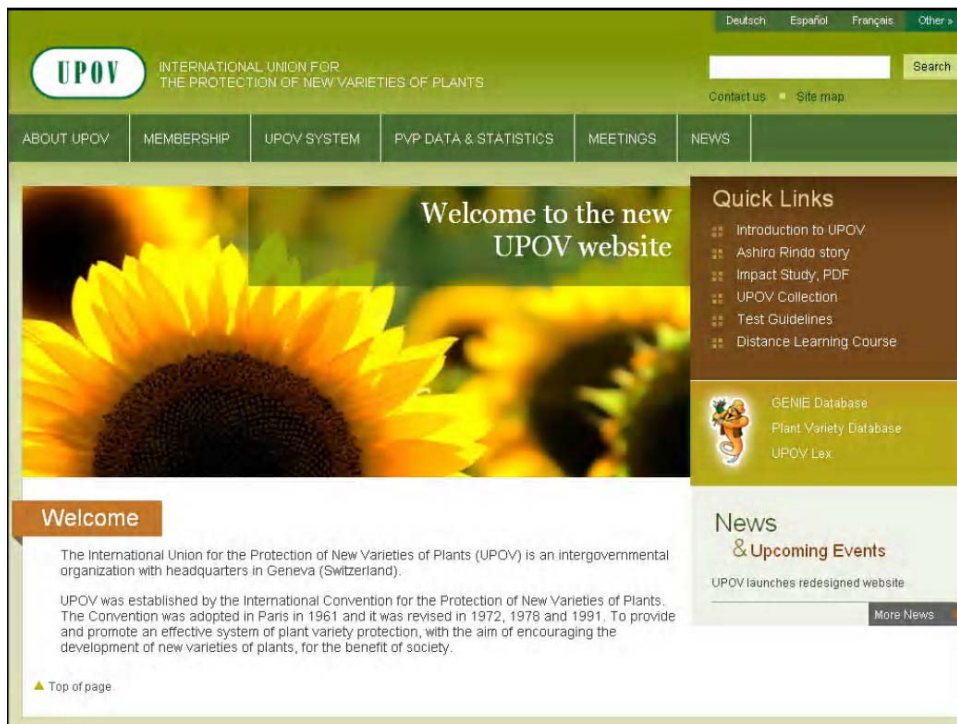 Deutsch Español Français Other »
UPOV
INTERNATIONAL UNION FOR
THE PROTECTION OF NEW VARIETIES OF PLANTS
Search
Contact us Site map
ABOUT UPOV MEMBERSHIP UPOV SYSTEM PVP DATA & STATISTICS MEETINGS NEWS
Welcome to the new
UPOV website
Quick Links
Introduction to UPOV
Ashiro Rindo story
Impact Study, PDF
UPOV Collection
Test Guidelines
Distance Learning Course
GENIE Database
Plant Variety Database
UPOV Lex
News
& Upcoming Events
UPOV launches redesigned website
More News
Welcome
The International Union for the Protection of New Varieties of Plants (UPOV) is an intergovernmental
organization with headquarters in Geneva (Switzerland).
UPOV was established by the International Convention for the Protection of New Varieties of Plants.
The Convention was adopted in Paris in 1961 and it was revised in 1972, 1978 and 1991. To provide
and promote an effective system of plant variety protection, with the aim of encouraging the
development of new varieties of plants, for the benefit of society.
Top of page